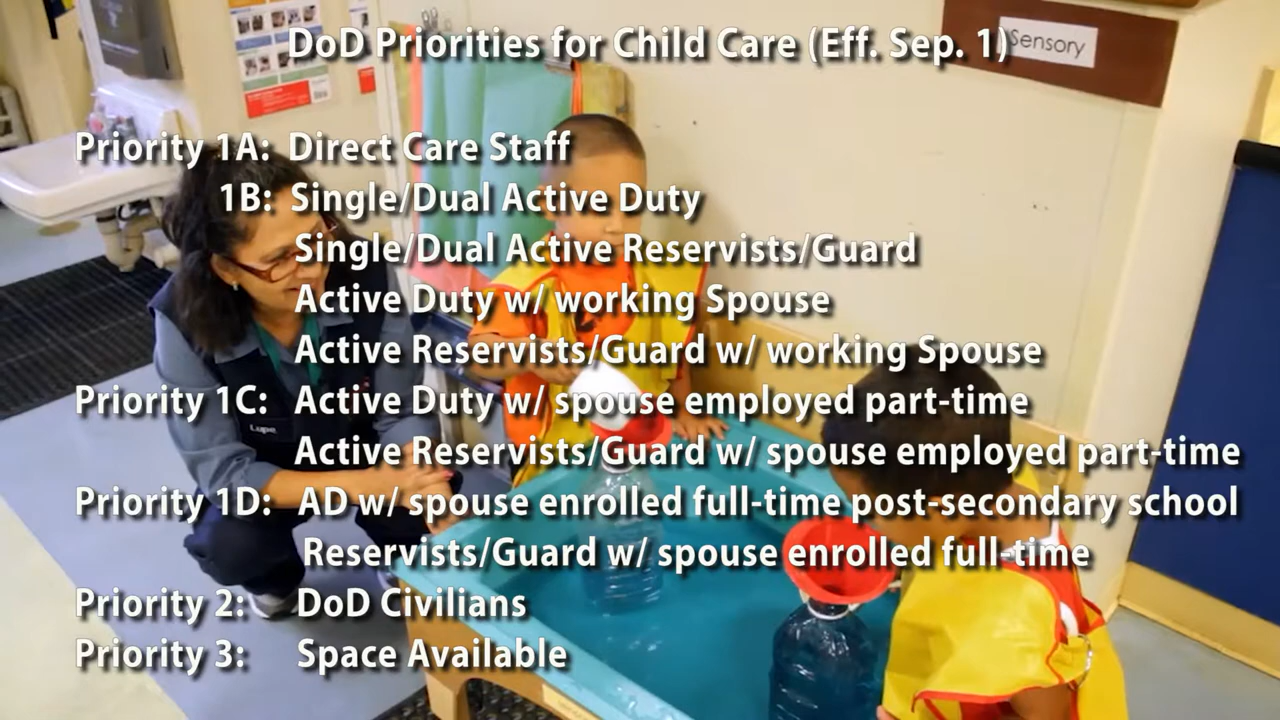 DoD Priorities for Child Care (Eff. Sep. 1)
Sensory
Priority 1A: Direct Care Staff
1B: Single/Dual Active Duty
Single/Dual Active Reservists/Guard
Active Duty w/ working Spouse
Active Reservists/Guard w/ working Spouse
Priority 1C: Active Duty w/ spouse employed part-time
Active Reservists/Guard w/ spouse employed part-time
Lupe
Priority 1D: AD w/ spouse enrolled full-time post-secondary school
Reservists/Guard w/ spouse enrolled full-time
Priority 2: DoD Civilians
Priority 3: Space Available